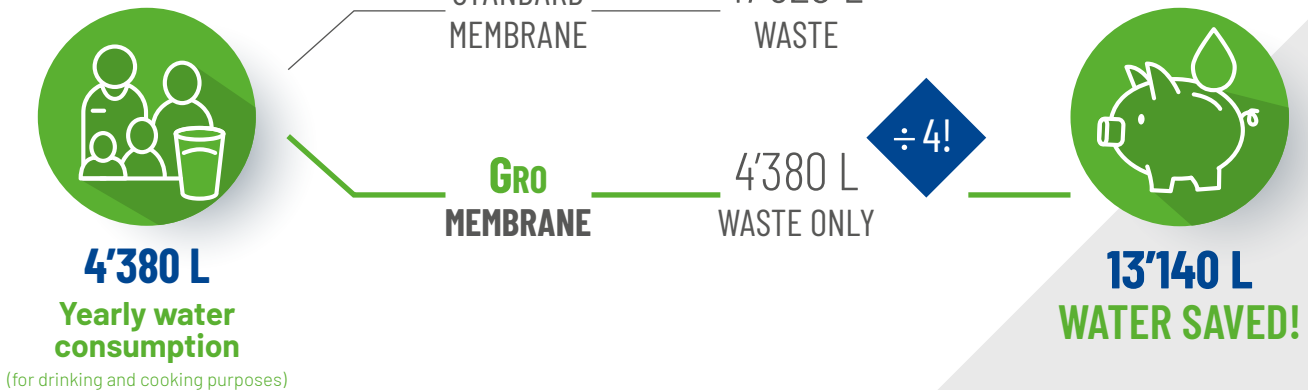 MEMBRANE
WASTE
÷ 4!
GRO
MEMBRANE
4'380 L
WASTE ONLY
4'380 L
Yearly water
consumption
(for drinking and cooking purposes)
13'140 L
WATER SAVED!